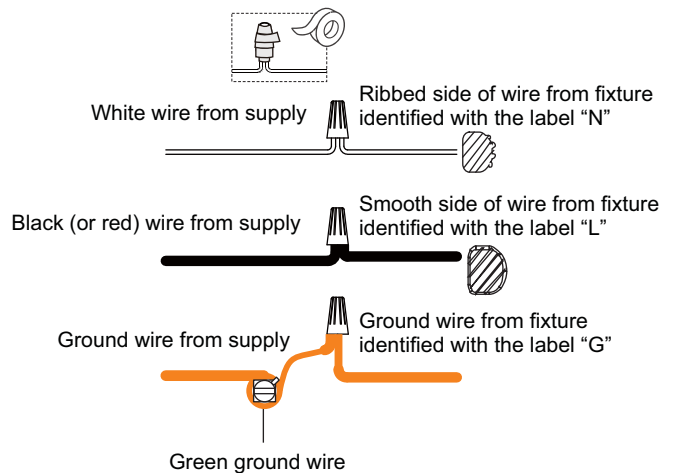 White wire from supply
Ribbed side of wire from fixture
identified with the label “N”
Black (or red) wire from supply
Smooth side of wire from fixture
identified with the label “L”
Ground wire from supply
Ground wire from fixture
identified with the label “G”
Green ground wire